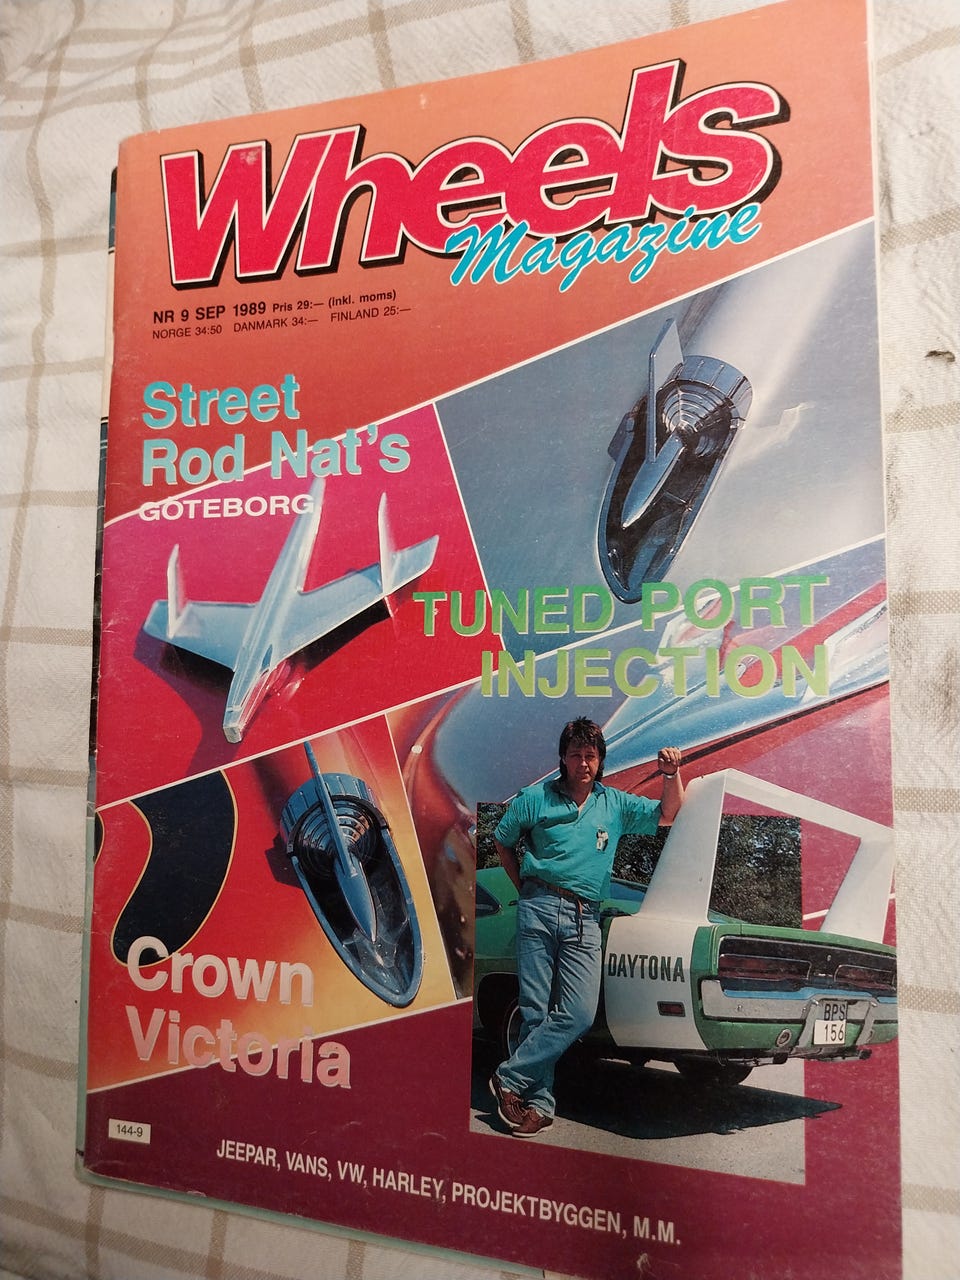 Wheels
Magazine
NR 9 SEP 1989 Pris 29:— (inkl. moms)
NORGE 34:50 DANMARK 34:— FINLAND 25:—
Street
Rod Nat's
GÖTEBORG
TUNED PORT
INJECTION
DAYTONA
BPS
156
Crown
Victoria
144-9
JEEPAR, VANS, VW, HARLEY, PROJEKTBYGGEN, M.M.